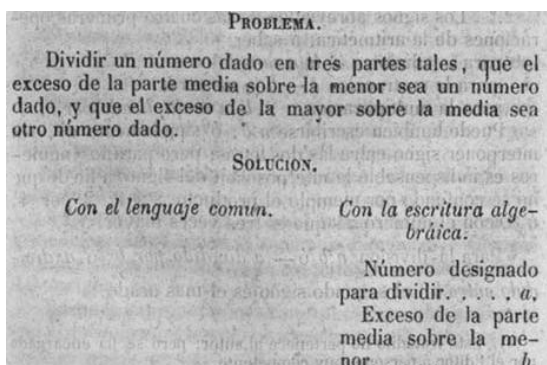 PROBLEMA.
Dividir un número dado en tres partes tales, que el
exceso de la parte media sobre la menor sea un número
dado, y que el exceso de la mayor sobre la media sea
otro número dado.
SOLUCION.
Con el lenguaje comun.
Con la escritura alge-
bráica.
Número designado
para dividir. . . . , a.
Exceso de la parte
media sobre la me-
nor b.